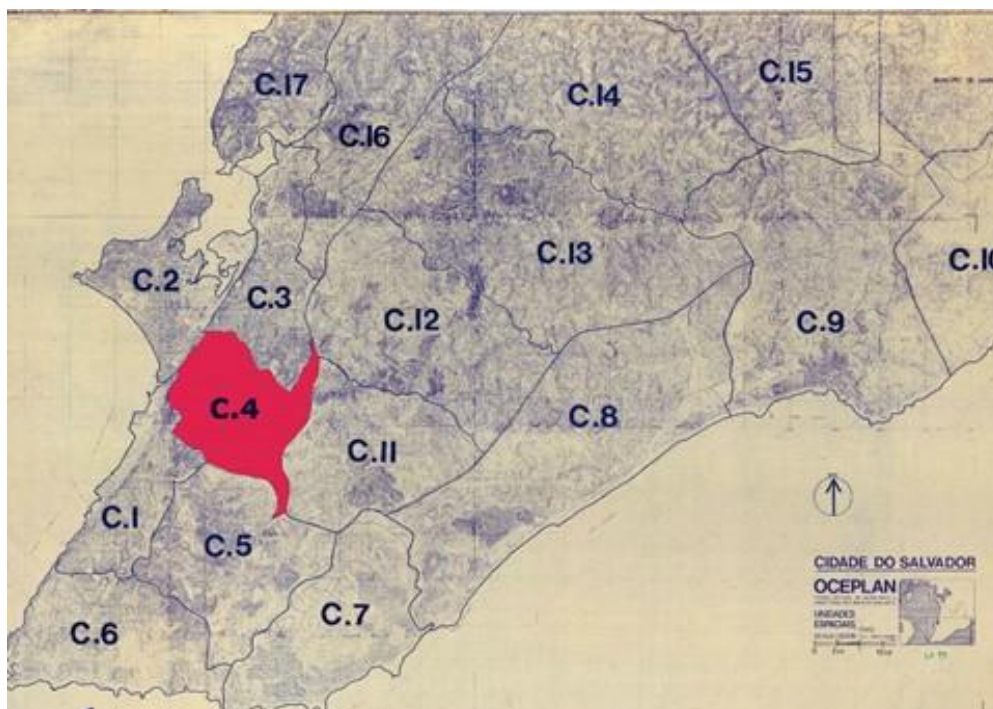 C.17
C.15
C.14
C.16
C.2
C.3
C.13
C.10
C.12
C.9
C.4
C.8
C.11
C.1
C.5
C.7
C.6
CIDADE DO SALVADOR
OCEPLAN
UNIDADES
ESPACIAIS